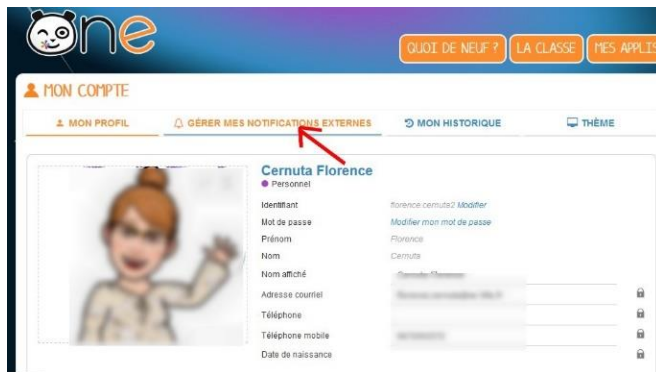 One
QUOI DE NEUF ? LA CLASSE MES APPLIS
MON COMPTE
MON PROFIL GÉRER MES NOTIFICATIONS EXTERNES MON HISTORIQUE THÈME
Cernuta Florence
Personnel
Identifiant florence.cernuta2 Modifier
Mot de passe Modifier mon mot de passe
Prénom Florence
Nom Cernuta
Nom affiché
Adresse courriel
Téléphone
Téléphone mobile
Date de naissance